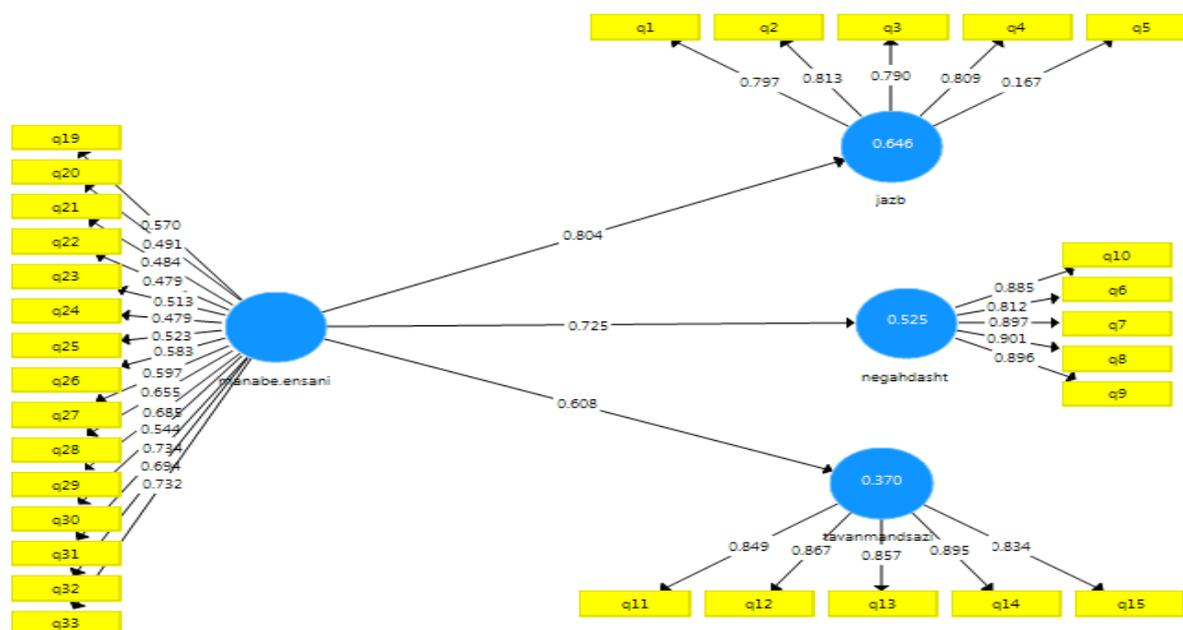 q1 q2 q3 q4 q5
0.797 0.813 0.790 0.809 0.167
0.646
jazb
q19
q20
q21
q22
q23
q24
q25
q26
q27
q28
q29
q30
q31
q32
q33
0.570
0.491
0.484
0.479
0.513
0.479
0.523
0.583
0.597
0.655
0.685
0.544
0.734
0.694
0.732
manabe.ensani
0.804
0.725
0.608
0.525
negahdasht
0.885
0.812
0.897
0.901
0.896
q10
q6
q7
q8
q9
0.370
tavanmandsazi
0.849 0.867 0.857 0.895 0.834
q11 q12 q13 q14 q15